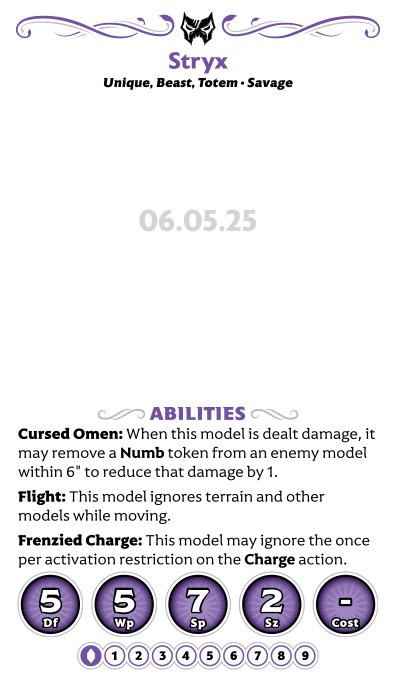 Stryx
Unique, Beast, Totem • Savage
06.05.25
ABILITIES
Cursed Omen: When this model is dealt damage, it
may remove a Numb token from an enemy model
within 6" to reduce that damage by 1.
Flight: This model ignores terrain and other
models while moving.
Frenzied Charge: This model may ignore the once
per activation restriction on the Charge action.
5 5 7 2 -
Df Wp Sp Sz Cost
1 2 3 4 5 6 7 8 9